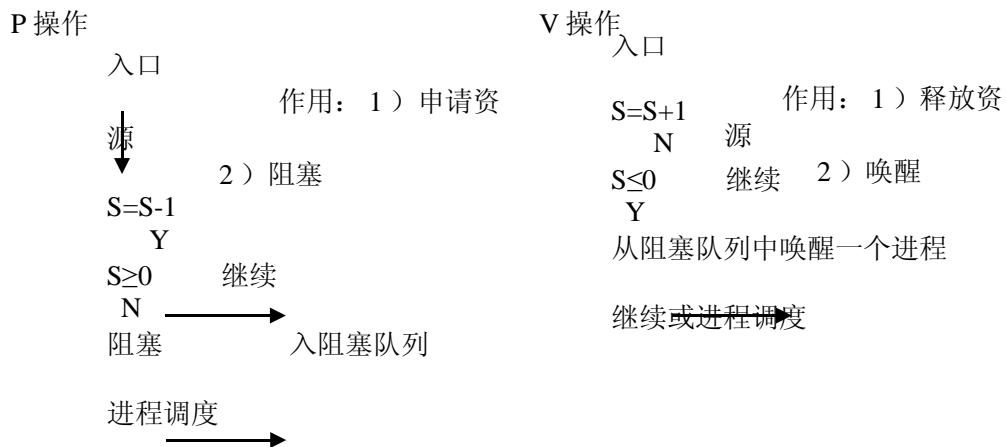 P 操作
入口
作用：1）申请资
源
2）阻塞
S=S-1
Y
S≥0 继续
N
阻塞 入阻塞队列
进程调度
V 操作
入口
S=S+1 作用：1）释放资
N 源
S≤0 继续 2）唤醒
Y
从阻塞队列中唤醒一个进程
继续或进程调度